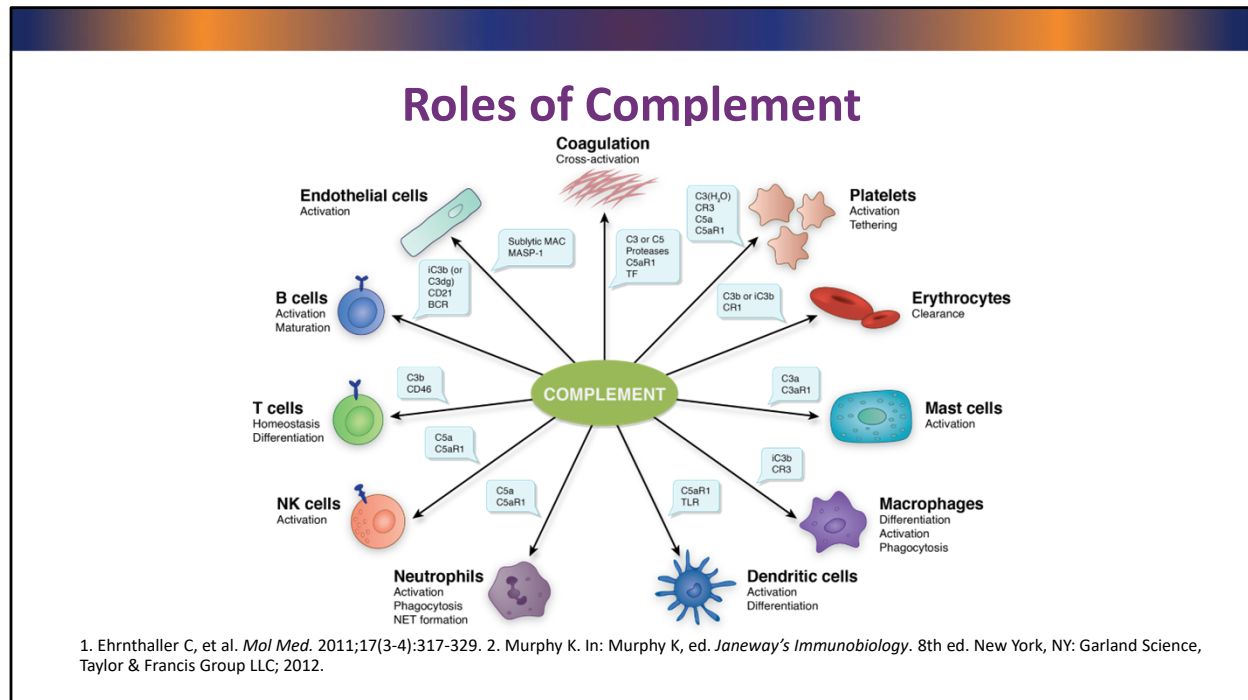 Roles of Complement
Coagulation
Cross-activation
Endothelial cells
Activation
Sublytic MAC
MASP-1
C3 or C5
Proteases
C5aR1
TF
C3(H₂O)
CR3
C5a
C5aR1
Platelets
Activation
Tethering
B cells
Activation
Maturation
iC3b (or
C3dg)
CD21
BCR
C3b or iC3b
CR1
Erythrocytes
Clearance
T cells
Homeostasis
Differentiation
C3b
CD46
COMPLEMENT
C3a
C3aR1
Mast cells
Activation
NK cells
Activation
C5a
C5aR1
C5a
C5aR1
C5aR1
TLR
iC3b
CR3
Macrophages
Differentiation
Activation
Phagocytosis
Neutrophils
Activation
Phagocytosis
NET formation
Dendritic cells
Activation
Differentiation
1. Ehrnthaller C, et al. Mol Med. 2011;17(3-4):317-329. 2. Murphy K. In: Murphy K, ed. Janeway’s Immunobiology. 8th ed. New York, NY: Garland Science,
Taylor & Francis Group LLC; 2012.